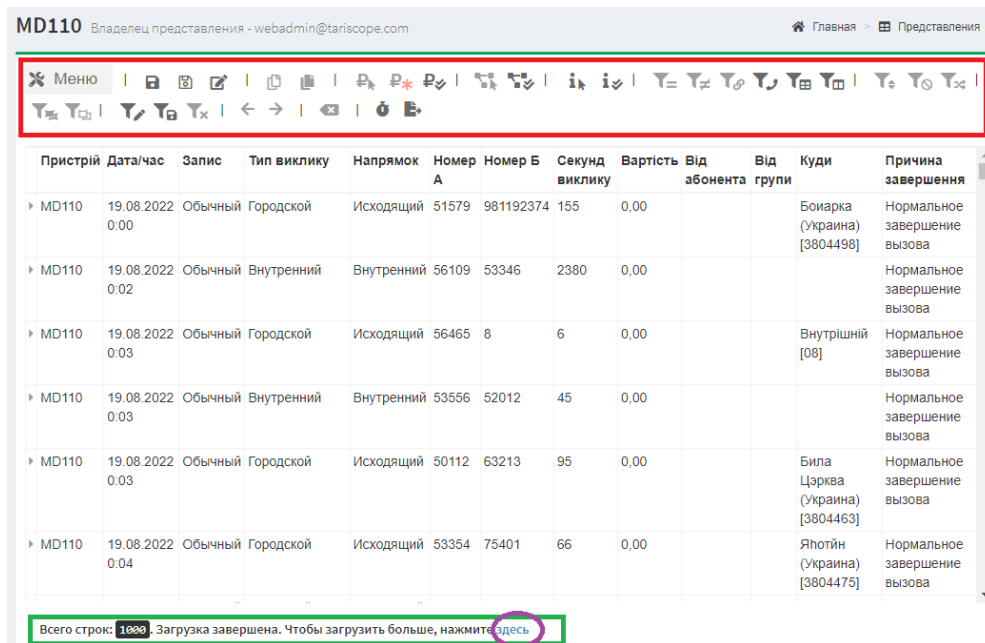 MD110 Владелец представления - webadmin@tariscope.com Главная > Представления
Меню
Пристрій Дата/час Запис Тип виклику Напрямок Номер А Номер Б Секунд виклику Вартість Від абонента Від групи Куди Причина завершення
MD110 19.08.2022 0:00 Обычный Городской Исходящий 51579 981192374 155 0,00 Боиарка (Украина) [3804498] Нормальное завершение вызова
MD110 19.08.2022 0:02 Обычный Внутренний Внутренний 56109 53346 2380 0,00 Нормальное завершение вызова
MD110 19.08.2022 0:03 Обычный Городской Исходящий 56465 8 6 0,00 Внутрішній [08] Нормальное завершение вызова
MD110 19.08.2022 0:03 Обычный Внутренний Внутренний 53556 52012 45 0,00 Нормальное завершение вызова
MD110 19.08.2022 0:03 Обычный Городской Исходящий 50112 63213 95 0,00 Била Цэрква (Украина) [3804463] Нормальное завершение вызова
MD110 19.08.2022 0:04 Обычный Городской Исходящий 53354 75401 66 0,00 Яһотйн (Украина) [3804475] Нормальное завершение вызова
Всего строк: 1000. Загрузка завершена. Чтобы загрузить больше, нажмите здесь